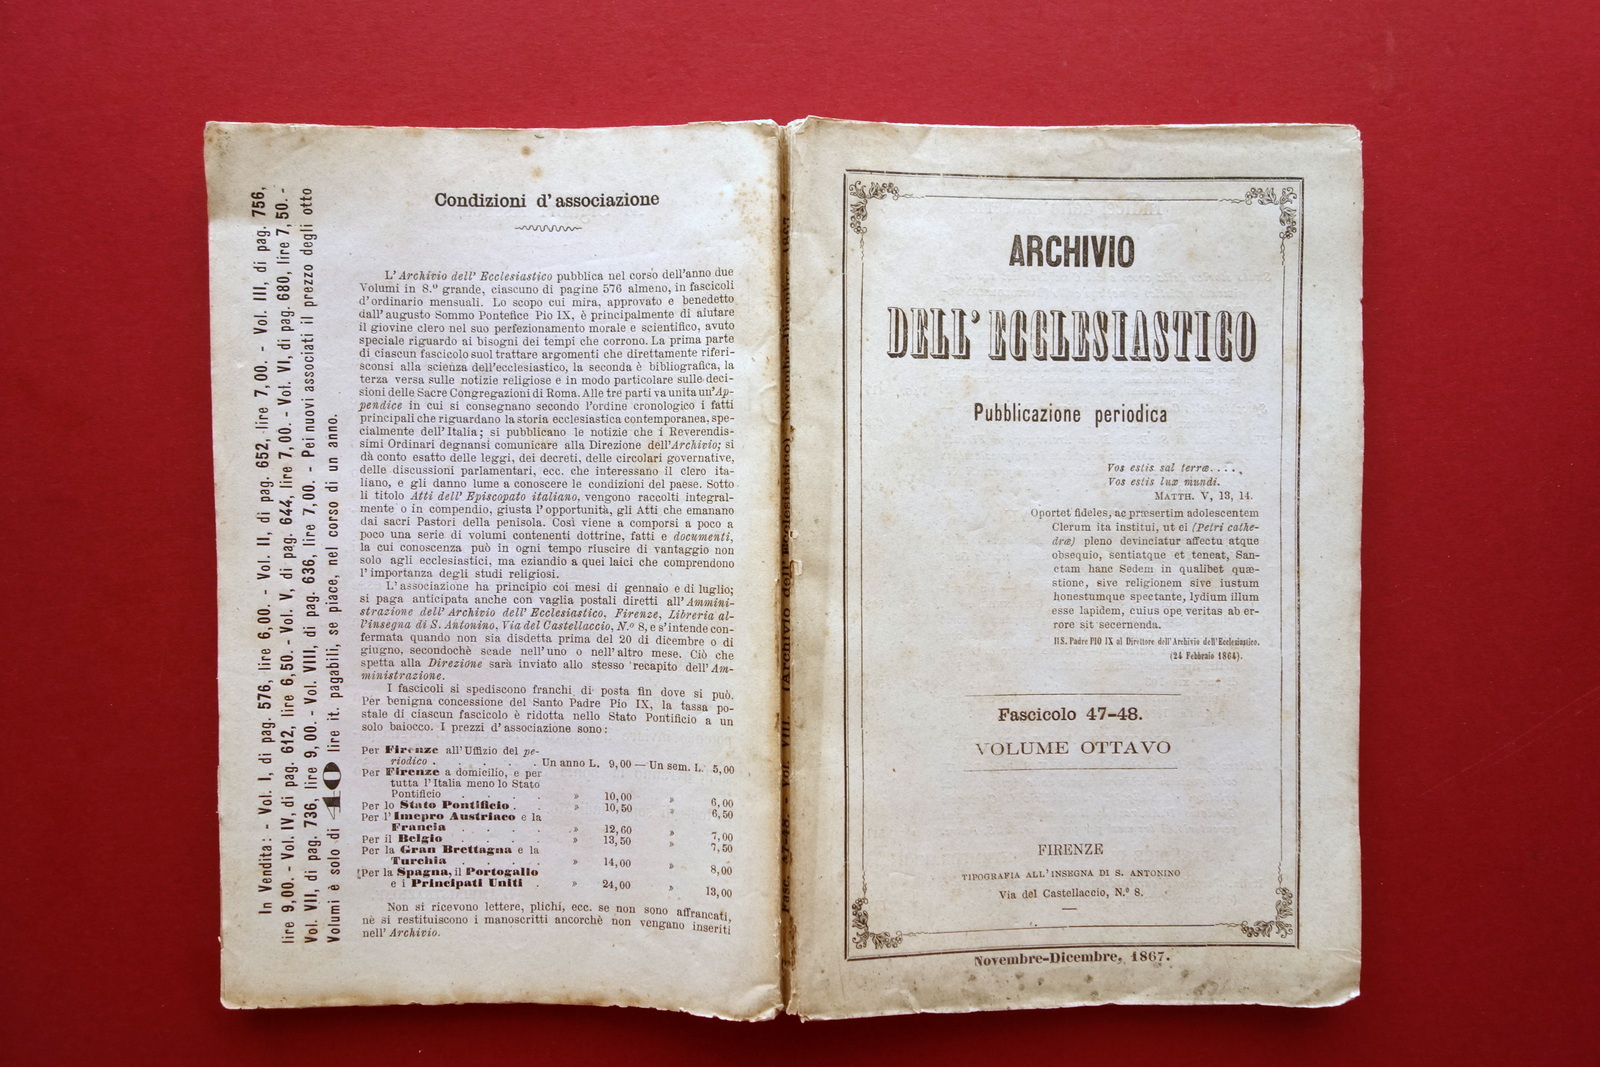 In Vendita: - Vol. I, di pag. 576, lire 6,00. - Vol. II, di pag. 652, lire 7,00. - Vol. III, di pag. 756,
lire 9,00. - Vol. IV, di pag. 612, lire 6,50. - Vol. V, di pag. 644, lire 7,00. - Vol. VI, di pag. 680, lire 7,50. -
Vol. VII, di pag. 736, lire 9,00. - Vol. VIII, di pag. 636, lire 7,00. - Pei nuovi associati il prezzo degli otto
Volumi è solo di 40 lire it. pagabili, se piace, nel corso di un anno.
Condizioni d'associazione
L'Archivio dell'Ecclesiastico pubblica nel corso dell'anno due
Volumi in 8.º grande, ciascuno di pagine 576 almeno, in fascicoli
d'ordinario mensuali. Lo scopo cui mira, approvato e benedetto
dall'augusto Sommo Pontefice Pio IX, è principalmente di aiutare
il giovine clero nel suo perfezionamento morale e scientifico, avuto
speciale riguardo ai bisogni dei tempi che corrono. La prima parte
di ciascun fascicolo suol trattare argomenti che direttamente riferi-
sconsi alla scienza dell'ecclesiastico, la seconda è bibliografica, la
terza versa sulle notizie religiose e in modo particolare sulle deci-
sioni delle Sacre Congregazioni di Roma. Alle tre parti va unita un'Ap-
pendice in cui si consegnano secondo l'ordine cronologico i fatti
principali che riguardano la storia ecclesiastica contemporanea, spe-
cialmente dell'Italia; si pubblicano le notizie che i Reverendis-
simi Ordinari degnansi comunicare alla Direzione dell'Archivio; si
dà conto esatto delle leggi, dei decreti, delle circolari governative,
delle discussioni parlamentari, ecc. che interessano il clero ita-
liano, e gli danno lume a conoscere le condizioni del paese. Sotto
li titolo Atti dell'Episcopato italiano, vengono raccolti integral-
mente o in compendio, giusta l'opportunità, gli Atti che emanano
dai sacri Pastori della penisola. Così viene a comporsi a poco a
poco una serie di volumi contenenti dottrine, fatti e documenti,
la cui conoscenza può in ogni tempo riuscire di vantaggio non
solo agli ecclesiastici, ma eziandio a quei laici che comprendono
l'importanza degli studi religiosi.
L'associazione ha principio coi mesi di gennaio e di luglio;
si paga anticipata anche con vaglia postali diretti all'Ammini-
strazione dell'Archivio dell'Ecclesiastico, Firenze, Libreria al-
l'insegna di S. Antonino, Via del Castellaccio, N.º 8, e s'intende con-
fermata quando non sia disdetta prima del 20 di dicembre o di
giugno, secondochè scade nell'uno o nell'altro mese. Ciò che
spetta alla Direzione sarà inviato allo stesso recapito dell'Am-
ministrazione.
I fascicoli si spediscono franchi di posta fin dove si può.
Per benigna concessione del Santo Padre Pio IX, la tassa po-
stale di ciascun fascicolo è ridotta nello Stato Pontificio a un
solo baiocco. I prezzi d'associazione sono:
Per Firenze all'Uffizio del pe-
riodico . . . . . Un anno L. 9,00 — Un sem. L. 5,00
Per Firenze a domicilio, e per
tutta l'Italia meno lo Stato
Pontificio . . . . » 10,00 » 6,00
Per lo Stato Pontificio . . » 10,50 » 6,50
Per l'Imepro Austriaco e la
Francia . . . . » 12,60 » 7,00
Per il Belgio . . . . » 13,50 » 7,50
Per la Gran Brettagna e la
Turchia . . . . » 14,00 » 8,00
Per la Spagna, il Portogallo
e i Principati Uniti . » 24,00 » 13,00
Non si ricevono lettere, plichi, ecc. se non sono affrancati,
nè si restituiscono i manoscritti ancorchè non vengano inseriti
nell'Archivio.
Fasc. 47-48. - Vol. VIII. (Archivio dell'Ecclesiastico) Novembre-Dicembre 1867.
ARCHIVIO
DELL'ECCLESIASTICO
Pubblicazione periodica
Vos estis sal terræ....,
Vos estis lux mundi.
MATTH. V, 13, 14.
Oportet fideles, ac præsertim adolescentem
Clerum ita institui, ut ei (Petri cathe-
dræ) pleno devinciatur affectu atque
obsequio, sentiatque et teneat, San-
ctam hanc Sedem in qualibet quæ-
stione, sive religionem sive iustum
honestumque spectante, lydium illum
esse lapidem, cuius ope veritas ab er-
rore sit secernenda.
Il S. Padre PIO IX al Direttore dell'Archivio dell'Ecclesiastico.
(24 Febbraio 1864).
Fascicolo 47-48.
VOLUME OTTAVO
FIRENZE
TIPOGRAFIA ALL'INSEGNA DI S. ANTONINO
Via del Castellaccio, N.º 8.
Novembre-Dicembre, 1867.